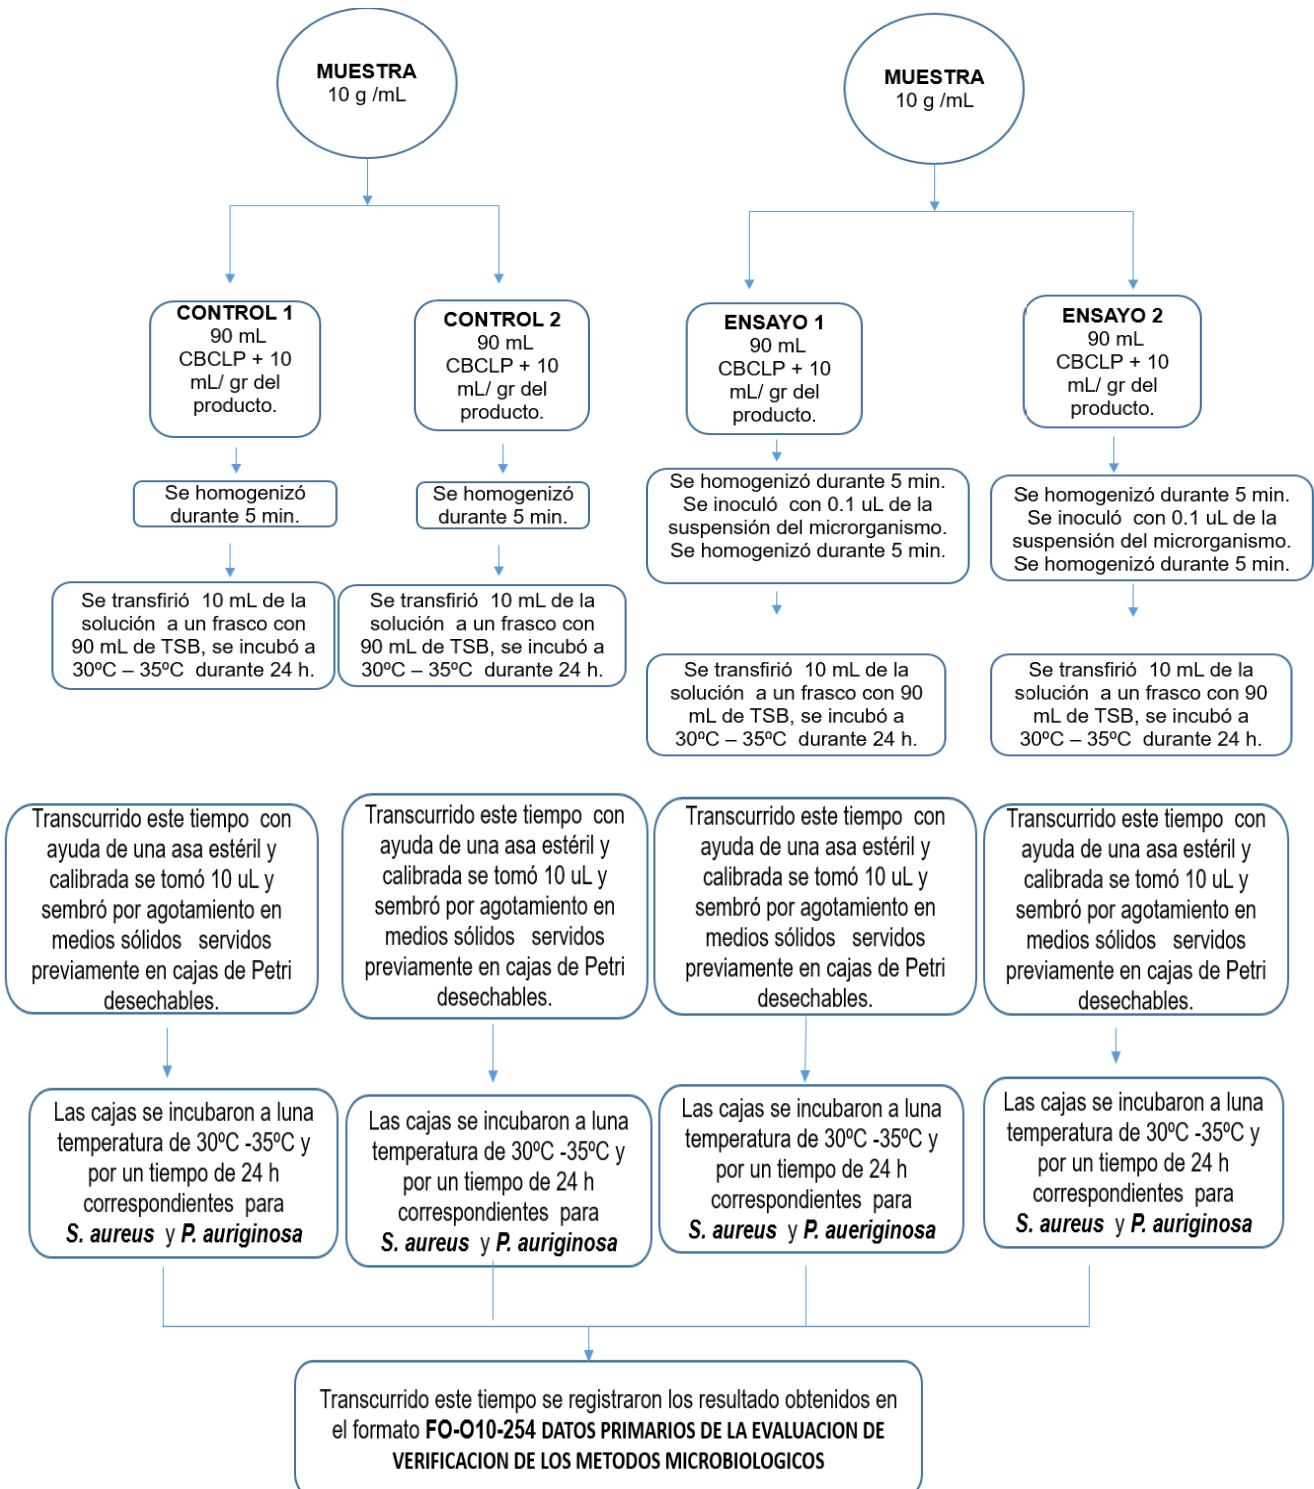 MUESTRA
10 g /mL
MUESTRA
10 g /mL
CONTROL 1
90 mL
CBCLP + 10
mL/ gr del
producto.
CONTROL 2
90 mL
CBCLP + 10
mL/ gr del
producto.
ENSAYO 1
90 mL
CBCLP + 10
mL/ gr del
producto.
ENSAYO 2
90 mL
CBCLP + 10
mL/ gr del
producto.
Se homogenizó
durante 5 min.
Se homogenizó
durante 5 min.
Se homogenizó durante 5 min.
Se inoculó con 0.1 uL de la
suspensión del microrganismo.
Se homogenizó durante 5 min.
Se homogenizó durante 5 min.
Se inoculó con 0.1 uL de la
suspensión del microrganismo.
Se homogenizó durante 5 min.
Se transfirió 10 mL de la
solución a un frasco con
90 mL de TSB, se incubó a
30ºC – 35ºC durante 24 h.
Se transfirió 10 mL de la
solución a un frasco con
90 mL de TSB, se incubó a
30ºC – 35ºC durante 24 h.
Se transfirió 10 mL de la
solución a un frasco con 90
mL de TSB, se incubó a
30ºC – 35ºC durante 24 h.
Se transfirió 10 mL de la
solución a un frasco con 90
mL de TSB, se incubó a
30ºC – 35ºC durante 24 h.
Transcurrido este tiempo con
ayuda de una asa estéril y
calibrada se tomó 10 uL y
sembró por agotamiento en
medios sólidos servidos
previamente en cajas de Petri
desechables.
Transcurrido este tiempo con
ayuda de una asa estéril y
calibrada se tomó 10 uL y
sembró por agotamiento en
medios sólidos servidos
previamente en cajas de Petri
desechables.
Transcurrido este tiempo con
ayuda de una asa estéril y
calibrada se tomó 10 uL y
sembró por agotamiento en
medios sólidos servidos
previamente en cajas de Petri
desechables.
Transcurrido este tiempo con
ayuda de una asa estéril y
calibrada se tomó 10 uL y
sembró por agotamiento en
medios sólidos servidos
previamente en cajas de Petri
desechables.
Las cajas se incubaron a luna
temperatura de 30ºC -35ºC y
por un tiempo de 24 h
correspondientes para
S. aureus y P. auriginosa
Las cajas se incubaron a luna
temperatura de 30ºC -35ºC y
por un tiempo de 24 h
correspondientes para
S. aureus y P. auriginosa
Las cajas se incubaron a luna
temperatura de 30ºC -35ºC y
por un tiempo de 24 h
correspondientes para
S. aureus y P. aueriginosa
Las cajas se incubaron a luna
temperatura de 30ºC -35ºC y
por un tiempo de 24 h
correspondientes para
S. aureus y P. auriginosa
Transcurrido este tiempo se registraron los resultado obtenidos en
el formato FO-O10-254 DATOS PRIMARIOS DE LA EVALUACION DE
VERIFICACION DE LOS METODOS MICROBIOLOGICOS